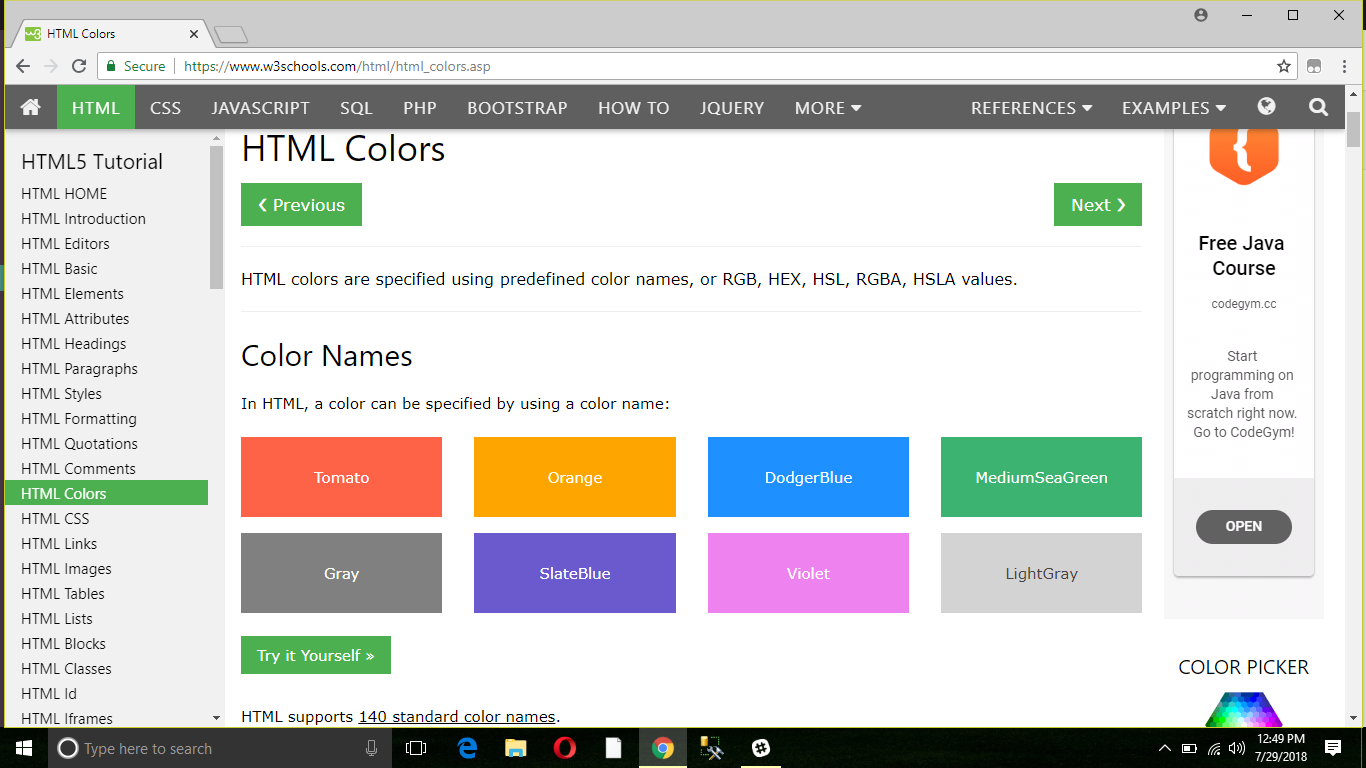 HTML Colors
Secure https://www.w3schools.com/html/html_colors.asp
HTML CSS JAVASCRIPT SQL PHP BOOTSTRAP HOW TO JQUERY MORE REFERENCES EXAMPLES
HTML5 Tutorial
HTML HOME
HTML Introduction
HTML Editors
HTML Basic
HTML Elements
HTML Attributes
HTML Headings
HTML Paragraphs
HTML Styles
HTML Formatting
HTML Quotations
HTML Comments
HTML Colors
HTML CSS
HTML Links
HTML Images
HTML Tables
HTML Lists
HTML Blocks
HTML Classes
HTML Id
HTML Iframes
HTML Colors
❮ Previous
Next ❯
HTML colors are specified using predefined color names, or RGB, HEX, HSL, RGBA, HSLA values.
Color Names
In HTML, a color can be specified by using a color name:
Tomato Orange DodgerBlue MediumSeaGreen
Gray SlateBlue Violet LightGray
Try it Yourself »
HTML supports 140 standard color names.
Free Java
Course
codegym.cc
Start
programming on
Java from
scratch right now.
Go to CodeGym!
OPEN
COLOR PICKER
Type here to search
12:49 PM
7/29/2018